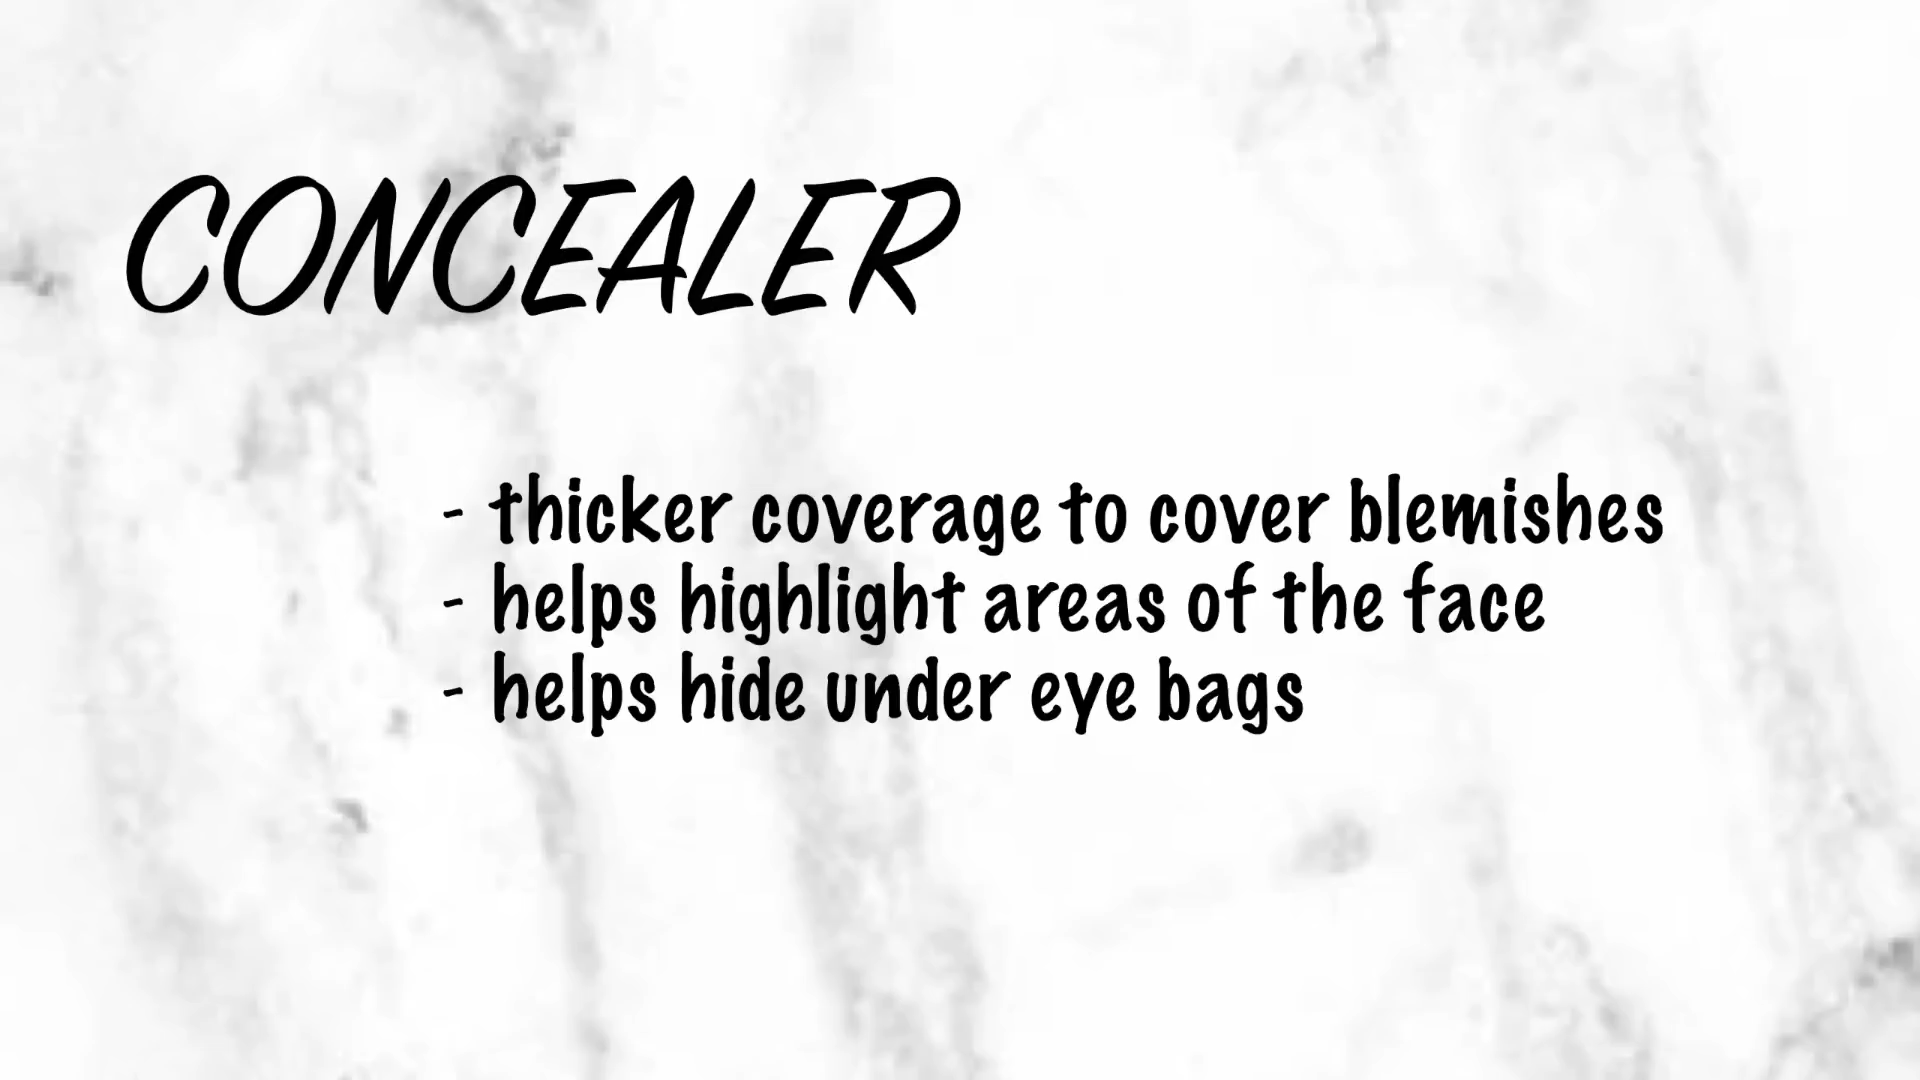 CONCEALER
- thicker coverage to cover blemishes
- helps highlight areas of the face
- helps hide under eye bags